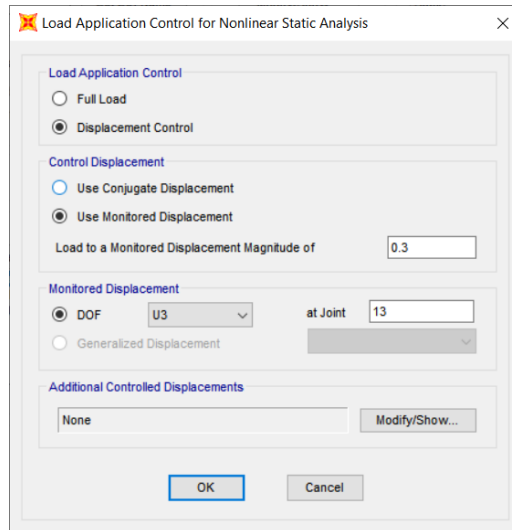 Load Application Control for Nonlinear Static Analysis
Load Application Control
Full Load
Displacement Control
Control Displacement
Use Conjugate Displacement
Use Monitored Displacement
Load to a Monitored Displacement Magnitude of 0.3
Monitored Displacement
DOF U3 at Joint 13
Generalized Displacement
Additional Controlled Displacements
None Modify/Show...
OK Cancel